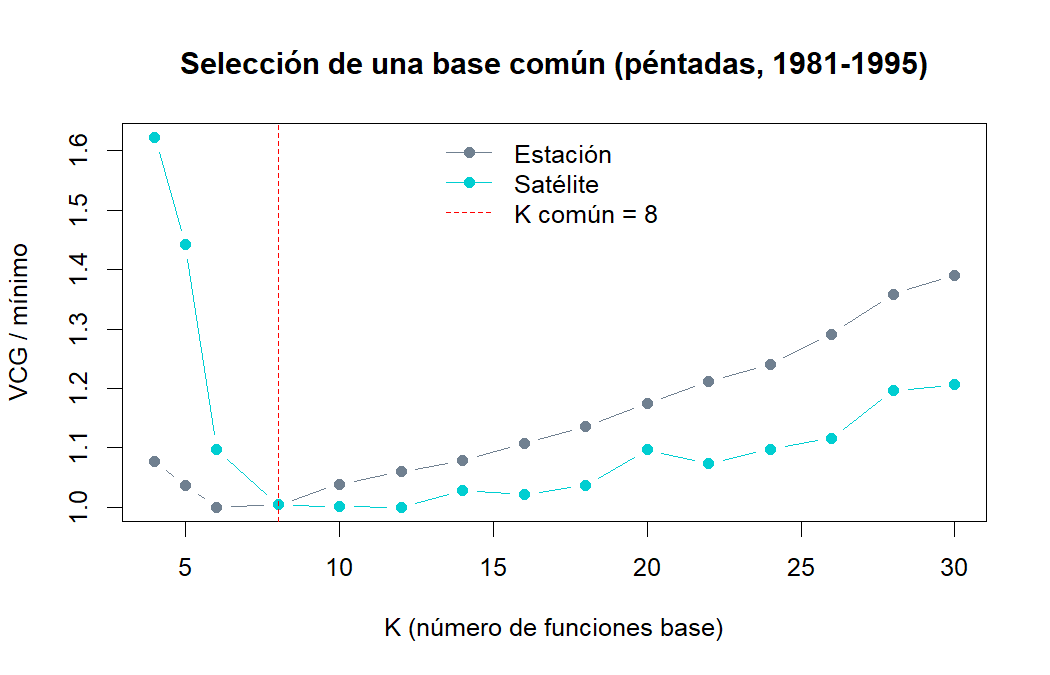 Selección de una base común (péntadas, 1981-1995)
VCG / mínimo
1.6
1.5
1.4
1.3
1.2
1.1
1.0
Estación
Satélite
K común = 8
5 10 15 20 25 30
K (número de funciones base)